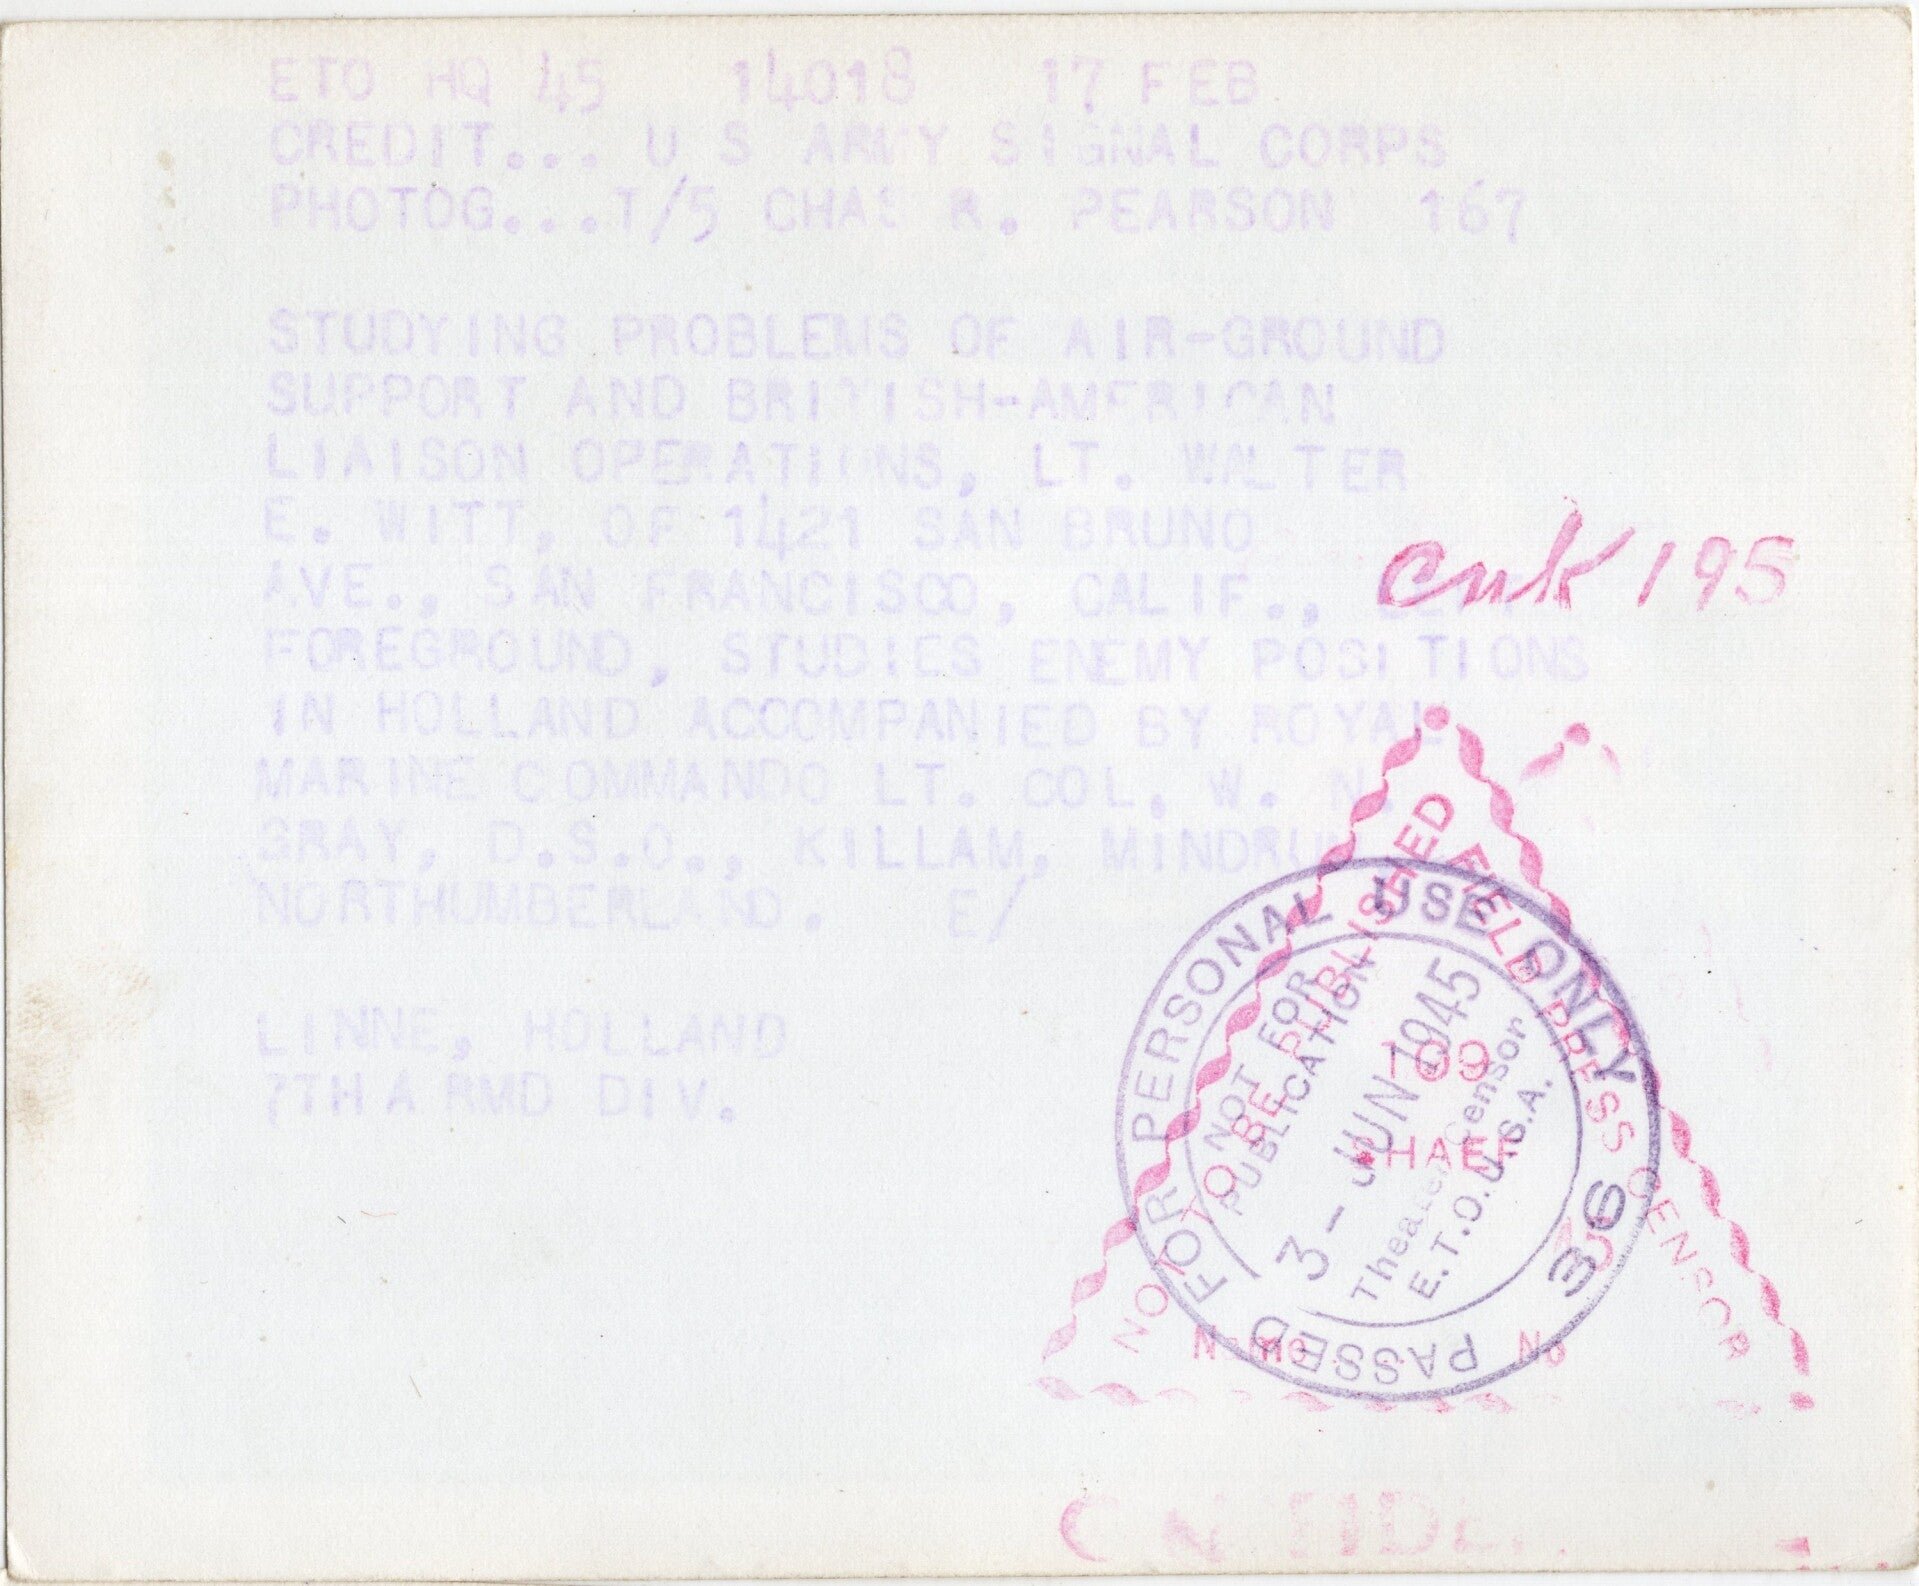 ETO HQ 45 14018 17 FEB
CREDIT... U S ARMY SIGNAL CORPS
PHOTOG...T/5 CHAS R. PEARSON 167
STUDYING PROBLEMS OF AIR-GROUND
SUPPORT AND BRITISH-AMERICAN
LIAISON OPERATIONS, LT. WALTER
E. WITT, OF 1421 SAN BRUNO
AVE., SAN FRANCISCO, CALIF.,
FOREGROUND, STUDIES ENEMY POSITIONS
IN HOLLAND ACCOMPANIED BY ROYAL
MARINE COMMANDO LT. COL. W. N.
GRAY, D.S.O., KILLAM, MINDRUM
NORTHUMBERLAND. E/
LINNE, HOLLAND
7TH ARMD DIV.
195
NOT TO BE PUBLISHED
FIELD PRESS CENSOR
109
SHAEF
Name No
FOR PERSONAL USE ONLY
PASSED 36
NOT FOR
PUBLICATION
3 - JUN 1945
Theater Censor
E.T.O.U.S.A.